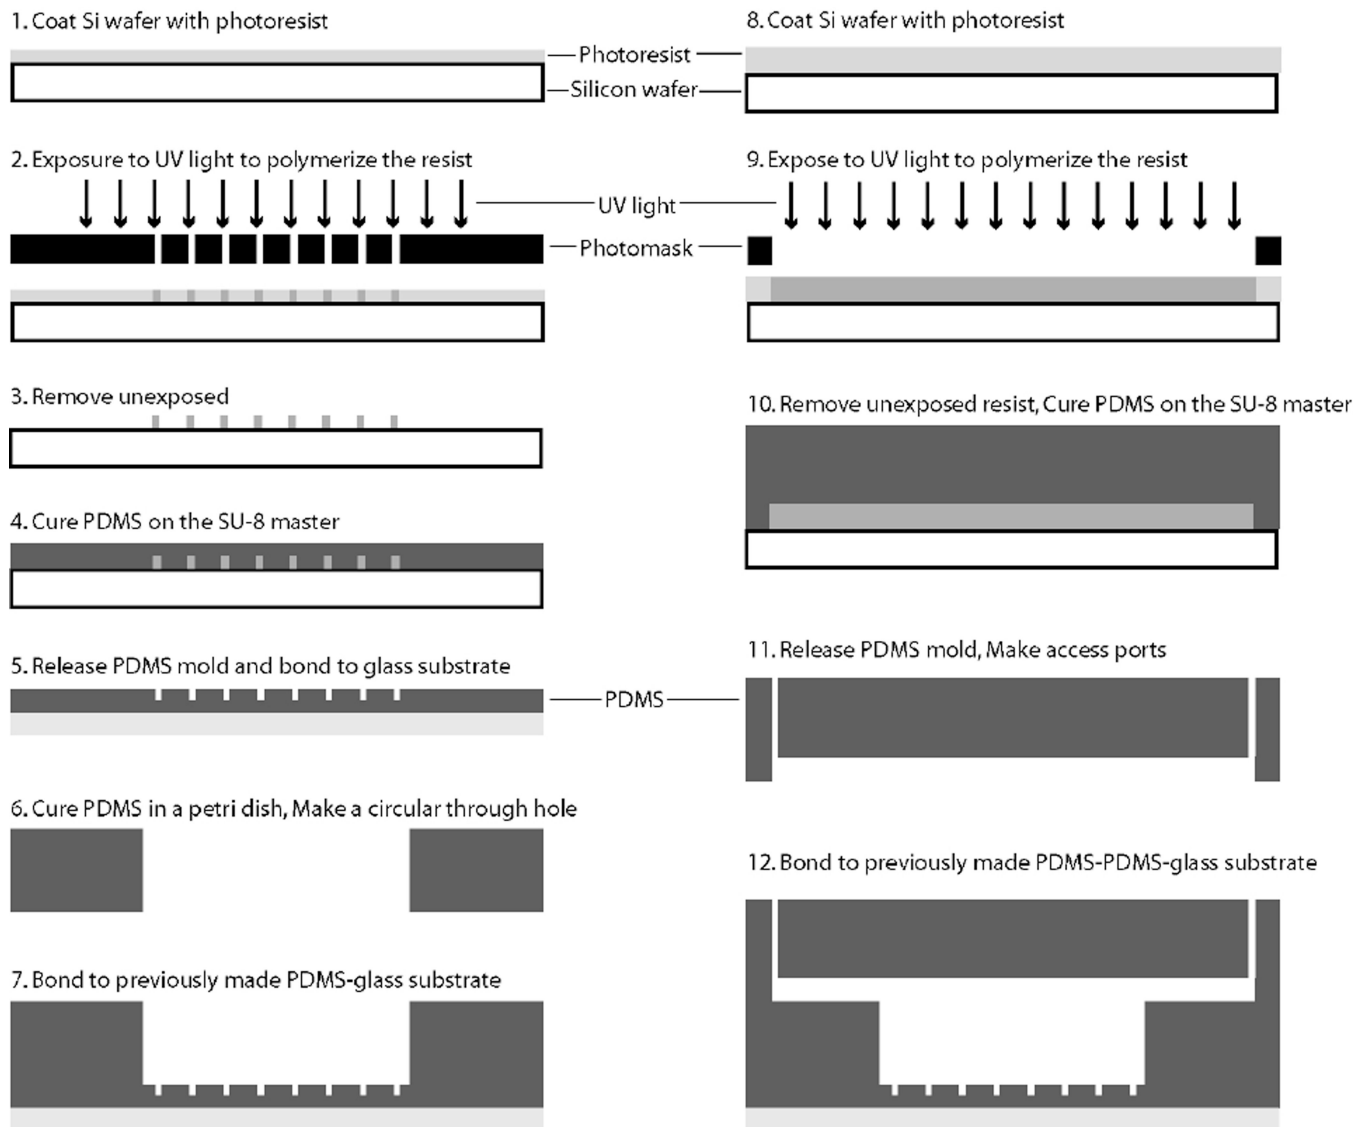 1. Coat Si wafer with photoresist
8. Coat Si wafer with photoresist
Photoresist
Silicon wafer
2. Exposure to UV light to polymerize the resist
9. Expose to UV light to polymerize the resist
UV light
Photomask
3. Remove unexposed
10. Remove unexposed resist, Cure PDMS on the SU-8 master
4. Cure PDMS on the SU-8 master
5. Release PDMS mold and bond to glass substrate
11. Release PDMS mold, Make access ports
PDMS
6. Cure PDMS in a petri dish, Make a circular through hole
12. Bond to previously made PDMS-PDMS-glass substrate
7. Bond to previously made PDMS-glass substrate